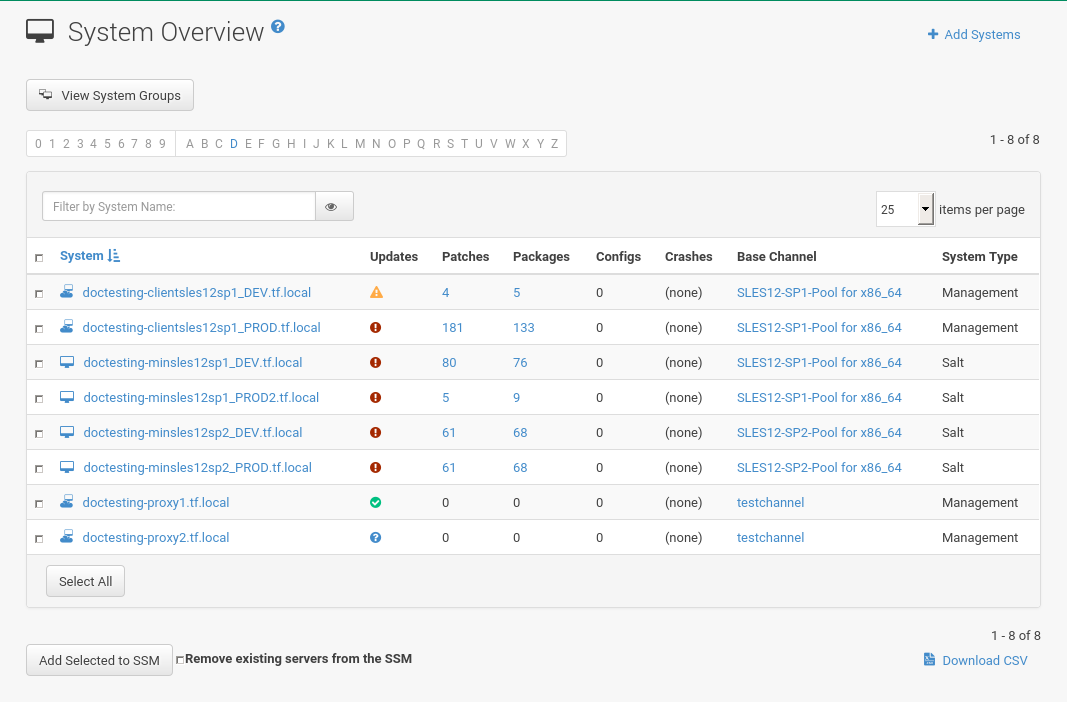 System Overview ?
+ Add Systems
View System Groups
0 1 2 3 4 5 6 7 8 9 A B C D E F G H I J K L M N O P Q R S T U V W X Y Z
1 - 8 of 8
Filter by System Name:
25 items per page
System Updates Patches Packages Configs Crashes Base Channel System Type
doctesting-clientsles12sp1_DEV.tf.local 4 5 0 (none) SLES12-SP1-Pool for x86_64 Management
doctesting-clientsles12sp1_PROD.tf.local 181 133 0 (none) SLES12-SP1-Pool for x86_64 Management
doctesting-minsles12sp1_DEV.tf.local 80 76 0 (none) SLES12-SP1-Pool for x86_64 Salt
doctesting-minsles12sp1_PROD2.tf.local 5 9 0 (none) SLES12-SP1-Pool for x86_64 Salt
doctesting-minsles12sp2_DEV.tf.local 61 68 0 (none) SLES12-SP2-Pool for x86_64 Salt
doctesting-minsles12sp2_PROD.tf.local 61 68 0 (none) SLES12-SP2-Pool for x86_64 Salt
doctesting-proxy1.tf.local 0 0 0 (none) testchannel Management
doctesting-proxy2.tf.local ? 0 0 0 (none) testchannel Management
Select All
1 - 8 of 8
Add Selected to SSM Remove existing servers from the SSM
Download CSV